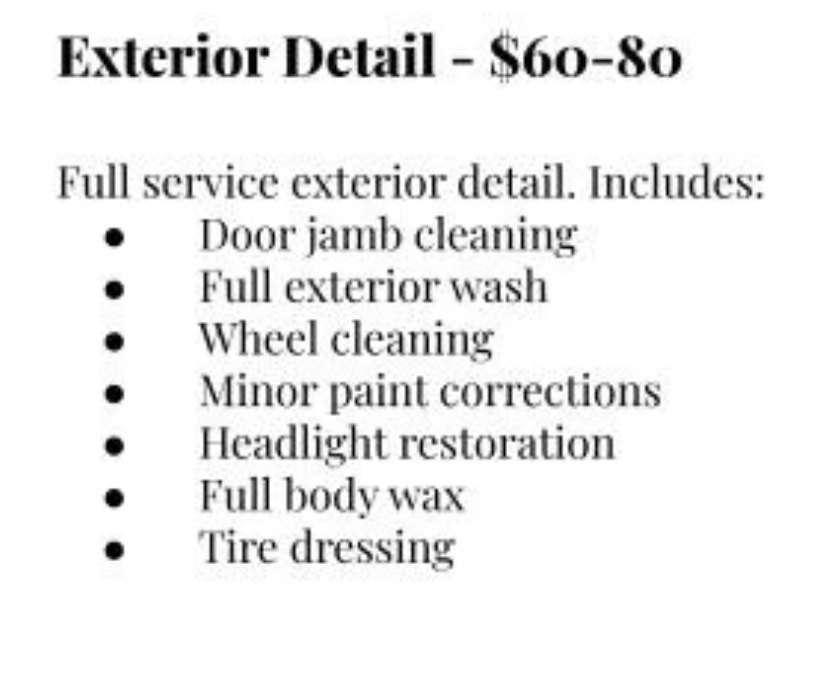 Exterior Detail - $60-80
Full service exterior detail. Includes:
● Door jamb cleaning
● Full exterior wash
● Wheel cleaning
● Minor paint corrections
● Headlight restoration
● Full body wax
● Tire dressing